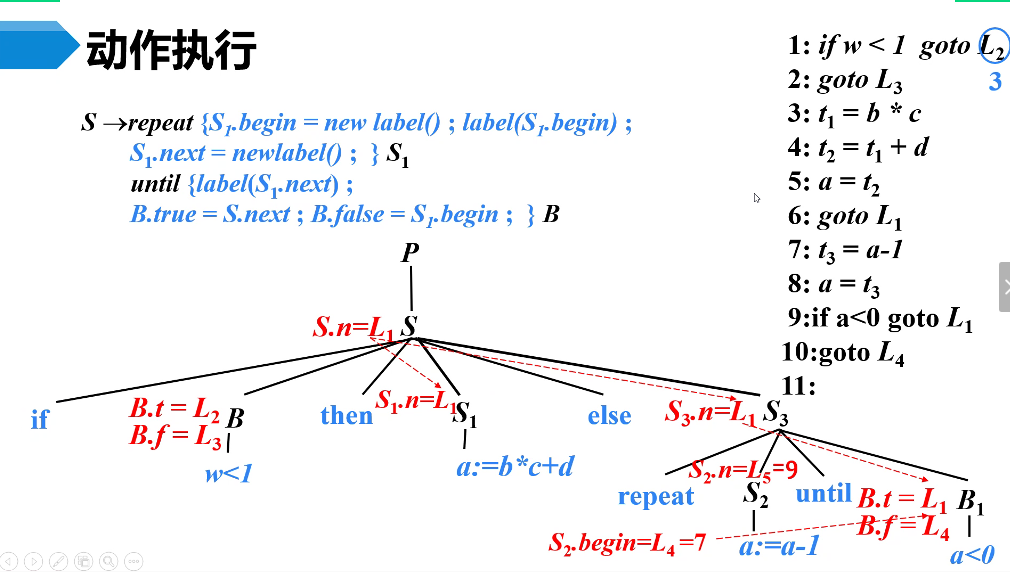 动作执行
S →repeat {S₁.begin = new label() ; label(S₁.begin) ;
S₁.next = newlabel() ; } S₁
until {label(S₁.next) ;
B.true = S.next ; B.false = S₁.begin ; } B
1: if w < 1 goto L₂
3
2: goto L₃
3: t₁ = b * c
4: t₂ = t₁ + d
5: a = t₂
6: goto L₁
7: t₃ = a-1
8: a = t₃
9:if a<0 goto L₁
10:goto L₄
11:
P
S.n=L₁ S
if
B.t = L₂ B
B.f = L₃
w<1
then
S₁.n=L₁ S₁
a:=b*c+d
else
S₃.n=L₁ S₃
repeat
S₂.n=L₅=9
S₂
until
B.t = L₁ B₁
B.f = L₄
S₂.begin=L₄=7
a:=a-1
a<0